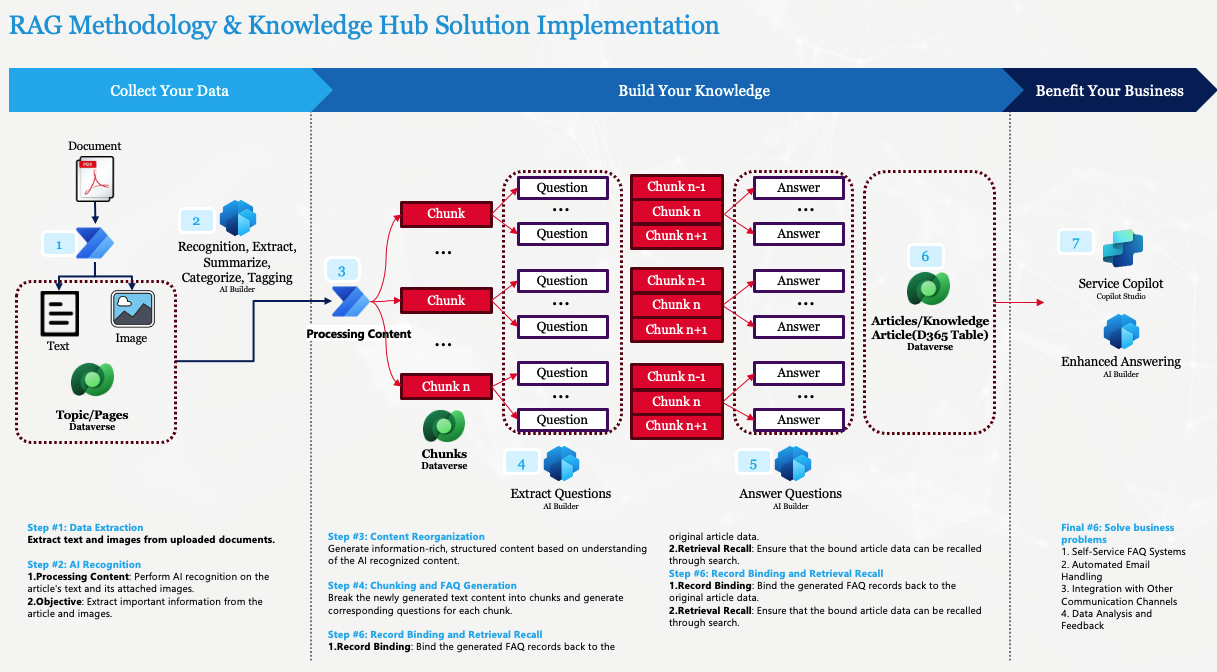 RAG Methodology & Knowledge Hub Solution Implementation
Collect Your Data
Build Your Knowledge
Benefit Your Business
Document
PDF
1
Text
Image
Topic/Pages
Dataverse
2
Recognition, Extract,
Summarize,
Categorize, Tagging
AI Builder
3
Processing Content
Chunk
...
Chunk
...
Chunk n
Chunks
Dataverse
Question
...
Question
Question
...
Question
Question
...
Question
4
Extract Questions
AI Builder
Chunk n-1
Chunk n
Chunk n+1
Chunk n-1
Chunk n
Chunk n+1
Chunk n-1
Chunk n
Chunk n+1
Answer
...
Answer
Answer
...
Answer
Answer
...
Answer
5
Answer Questions
AI Builder
6
Articles/Knowledge
Article(D365 Table)
Dataverse
7
Service Copilot
Copilot Studio
Enhanced Answering
AI Builder
Step #1: Data Extraction
Extract text and images from uploaded documents.
Step #2: AI Recognition
1.Processing Content: Perform AI recognition on the
article's text and its attached images.
2.Objective: Extract important information from the
article and images.
Step #3: Content Reorganization
Generate information-rich, structured content based on understanding
of the AI recognized content.
Step #4: Chunking and FAQ Generation
Break the newly generated text content into chunks and generate
corresponding questions for each chunk.
Step #6: Record Binding and Retrieval Recall
1.Record Binding: Bind the generated FAQ records back to the
original article data.
2.Retrieval Recall: Ensure that the bound article data can be recalled
through search.
Step #6: Record Binding and Retrieval Recall
1.Record Binding: Bind the generated FAQ records back to the
original article data.
2.Retrieval Recall: Ensure that the bound article data can be recalled
through search.
Final #6: Solve business
problems
1. Self-Service FAQ Systems
2. Automated Email
Handling
3. Integration with Other
Communication Channels
4. Data Analysis and
Feedback